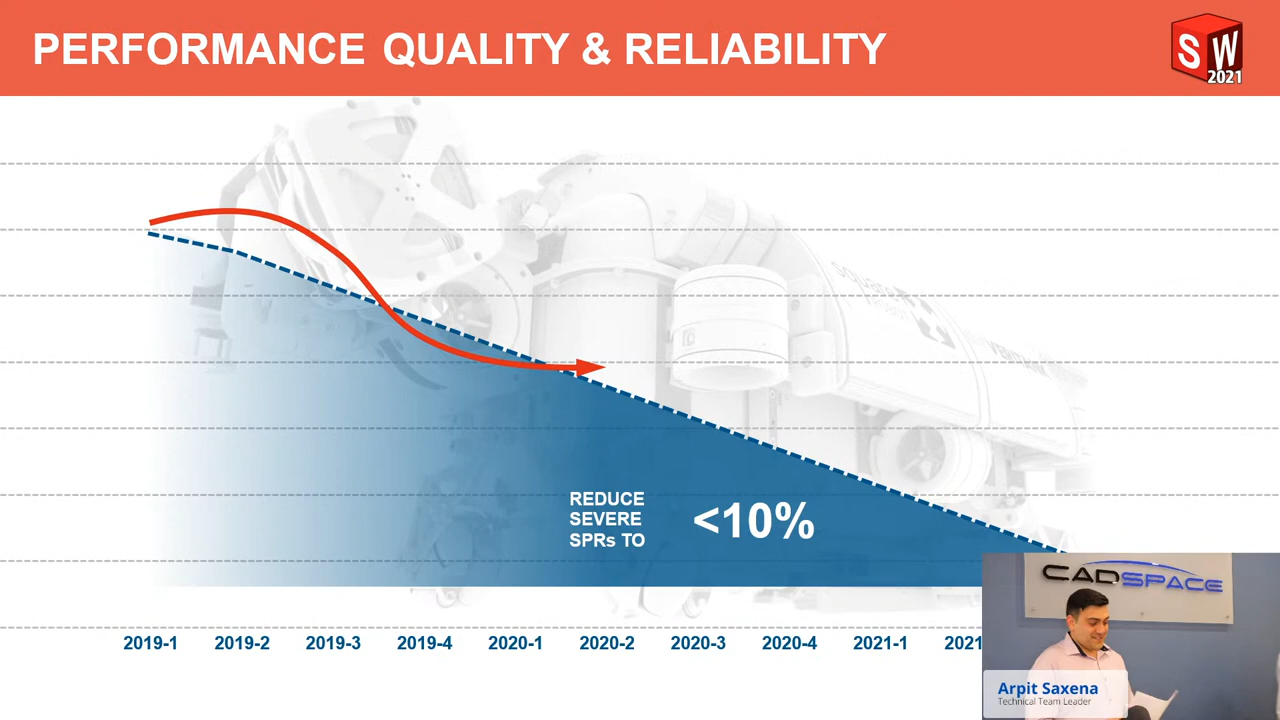 PERFORMANCE QUALITY & RELIABILITY
SW
2021
REDUCE
SEVERE
SPRs TO
<10%
2019-1 2019-2 2019-3 2019-4 2020-1 2020-2 2020-3 2020-4 2021-1 2021
CADSPACE
Arpit Saxena
Technical Team Leader